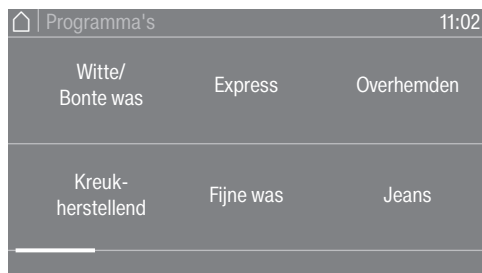 Programma's 11:02
Witte/
Bonte was
Express
Overhemden
Kreuk-
herstellend
Fijne was
Jeans